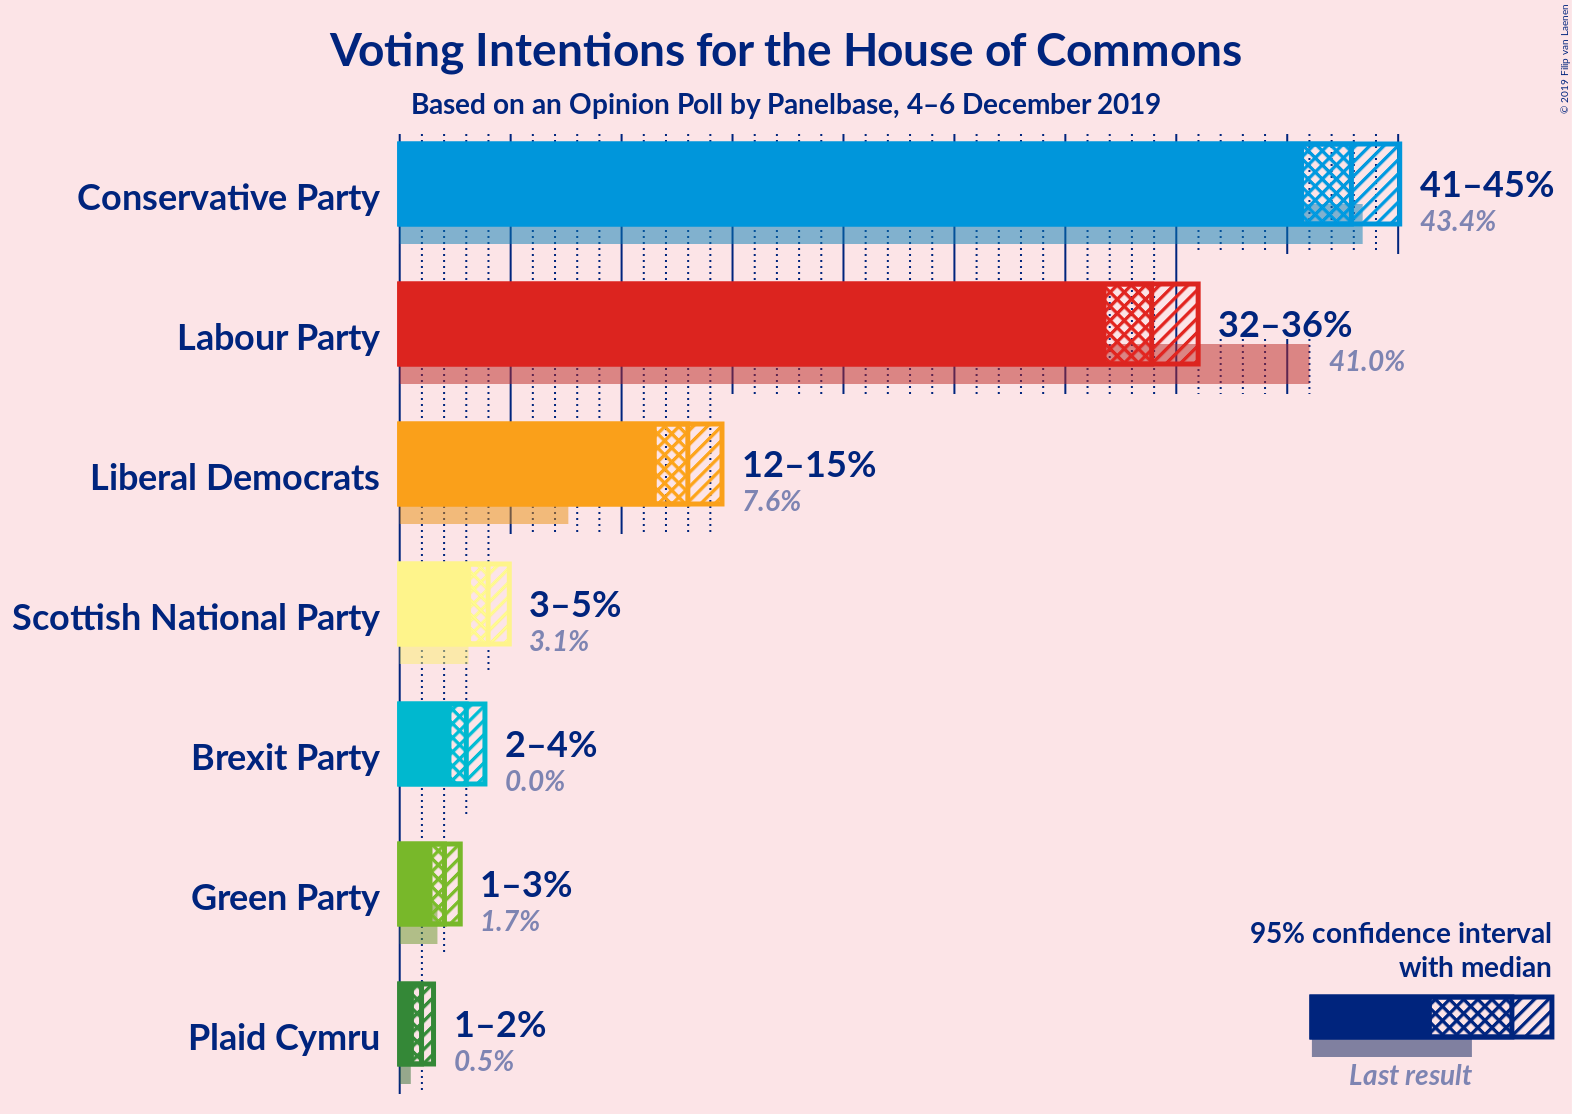 Voting Intentions for the House of Commons
Based on an Opinion Poll by Panelbase, 4–6 December 2019
© 2019 Filip van Laenen
Conservative Party
41–45%
43.4%
Labour Party
32–36%
41.0%
Liberal Democrats
12–15%
7.6%
Scottish National Party
3–5%
3.1%
Brexit Party
2–4%
0.0%
Green Party
1–3%
1.7%
Plaid Cymru
1–2%
0.5%
95% confidence interval
with median
Last result